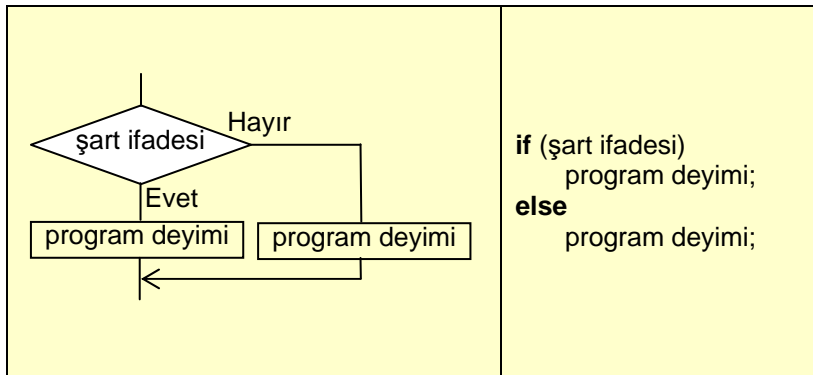 şart ifadesi
Hayır
Evet
program deyimi
program deyimi
if (şart ifadesi)
program deyimi;
else
program deyimi;